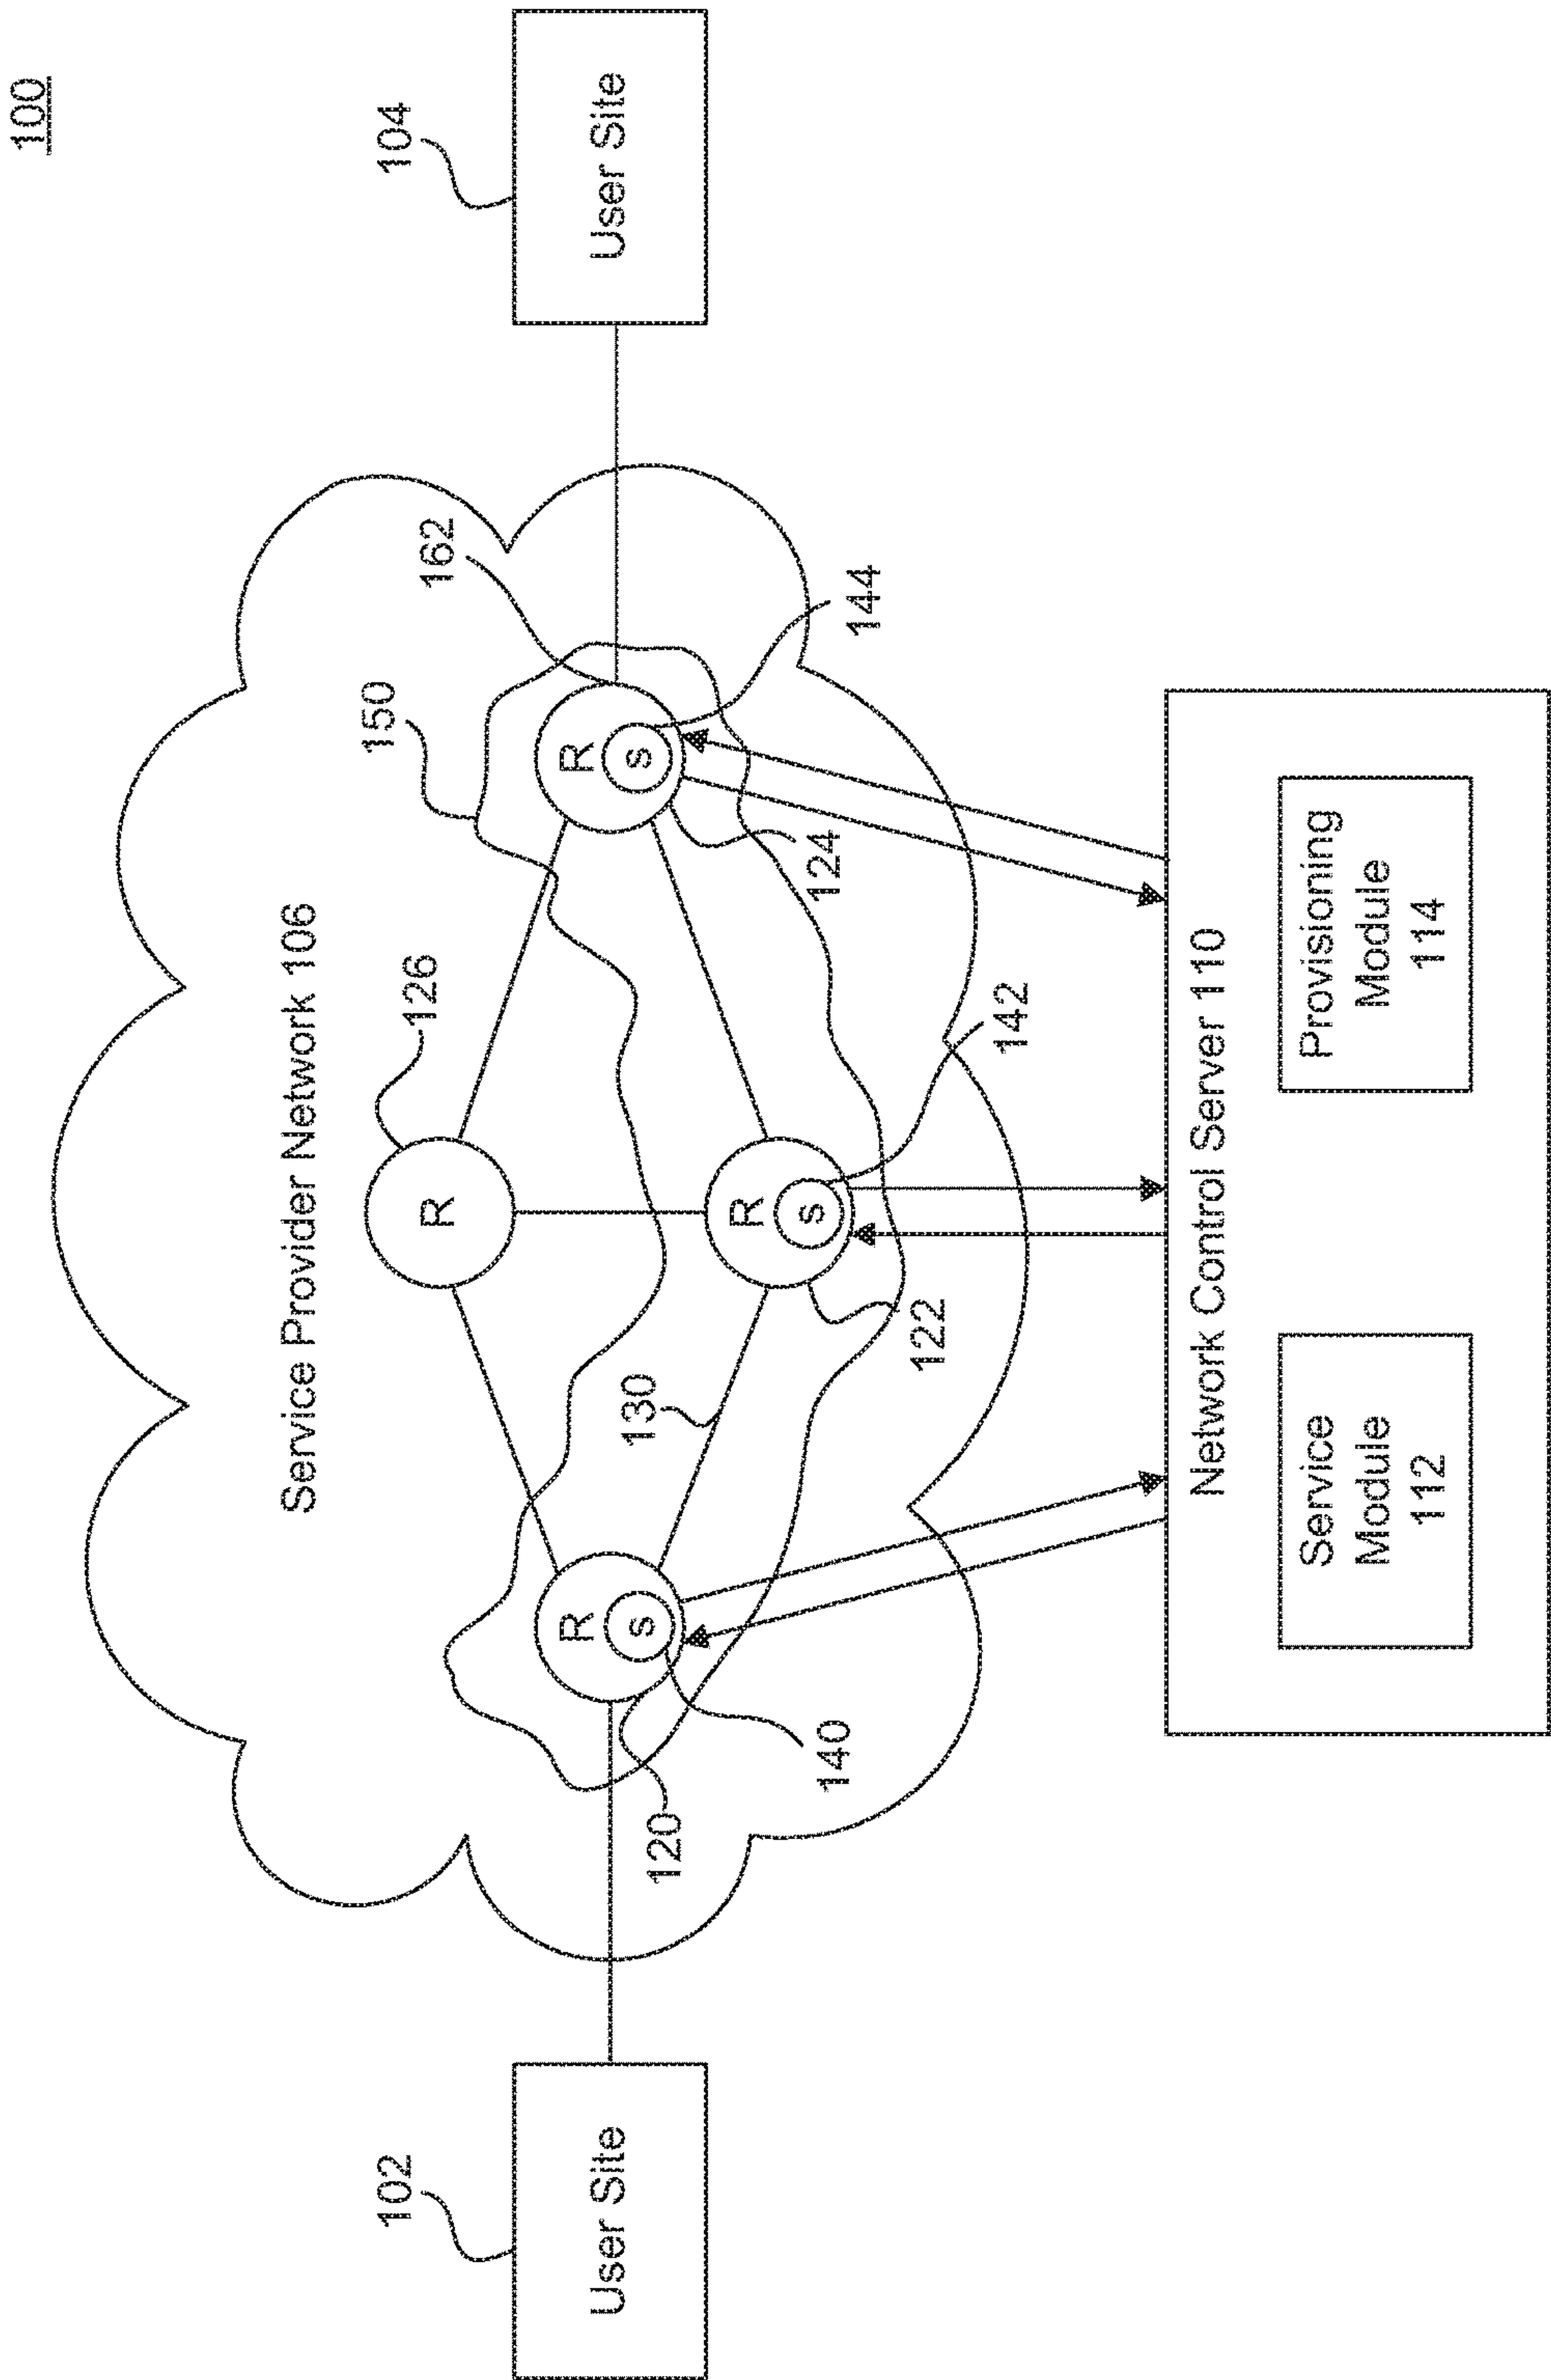 100
Service Provider Network 106
126
150
162
102
104
R
130
User Site
R
s
R
s
R
s
User Site
120
140
122
142
124
144
Network Control Server 110
Service
Module
112
Provisioning
Module
114